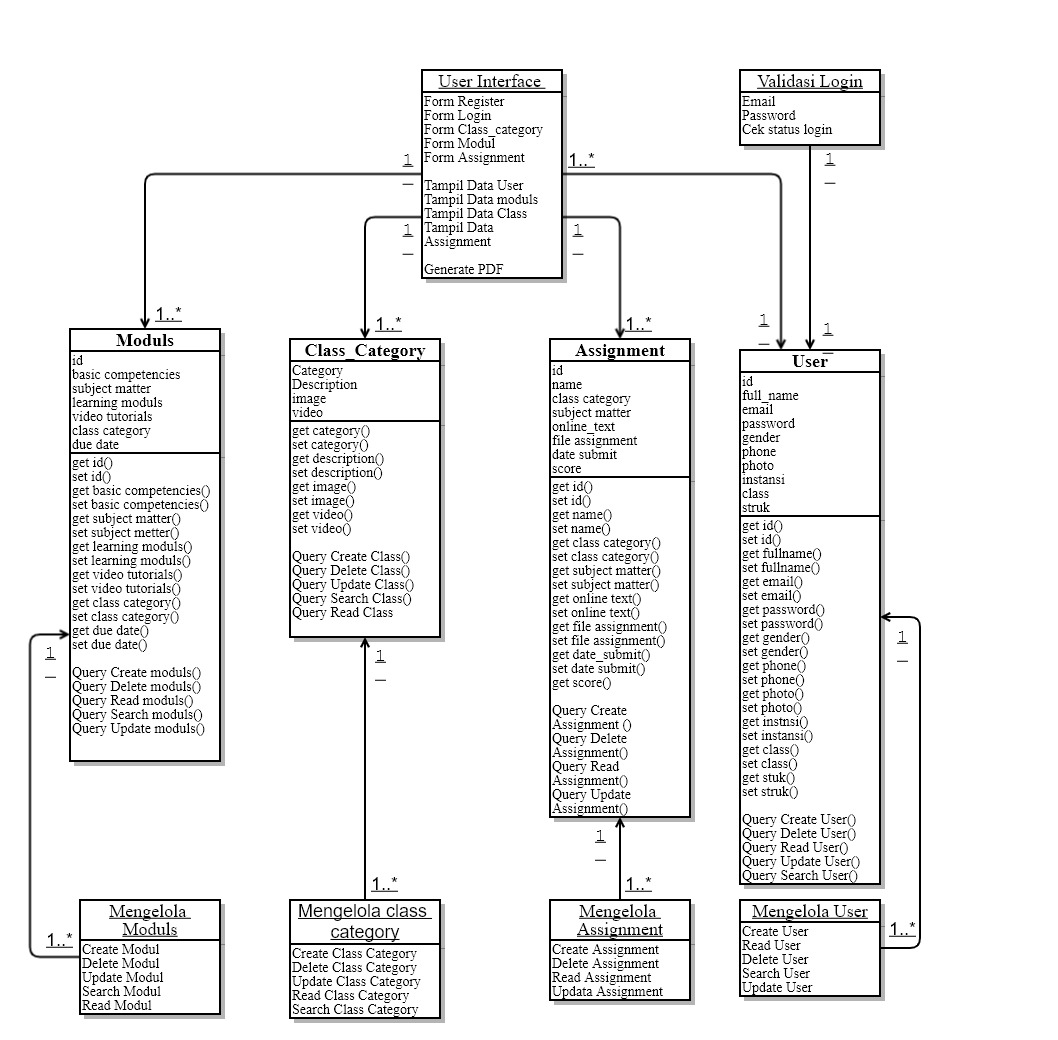 User Interface
Form Register
Form Login
Form Class_category
Form Modul
Form Assignment
Tampil Data User
Tampil Data moduls
Tampil Data Class
Tampil Data
Assignment
Generate PDF
Validasi Login
Email
Password
Cek status login
1
1..*
1
1
1
1..*
1..*
1..*
1
1
Moduls
id
basic competencies
subject matter
learning moduls
video tutorials
class category
due date
get id()
set id()
get basic competencies()
set basic competencies()
get subject matter()
set subject metter()
get learning moduls()
set learning moduls()
get video tutorials()
set video tutorials()
get class category()
set class category()
get due date()
set due date()
Query Create moduls()
Query Delete moduls()
Query Read moduls()
Query Search moduls()
Query Update moduls()
Class_Category
Category
Description
image
video
get category()
set category()
get description()
set description()
get image()
set image()
get video()
set video()
Query Create Class()
Query Delete Class()
Query Update Class()
Query Search Class()
Query Read Class
Assignment
id
name
class category
subject matter
online_text
file assignment
date submit
score
get id()
set id()
get name()
set name()
get class category()
set class category()
get subject matter()
set subject matter()
get online text()
set online text()
get file assignment()
set file assignment()
get date_submit()
set date submit()
get score()
Query Create
Assignment ()
Query Delete
Assignment()
Query Read
Assignment()
Query Update
Assignment()
User
id
full_name
email
password
gender
phone
photo
instansi
class
struk
get id()
set id()
get fullname()
set fullname()
get email()
set email()
get password()
set password()
get gender()
set gender()
get phone()
set phone()
get photo()
set photo()
get instnsi()
set instansi()
get class()
set class()
get stuk()
set struk()
Query Create User()
Query Delete User()
Query Read User()
Query Update User()
Query Search User()
1
1
1
1
1..*
1..*
1..*
1..*
Mengelola
Moduls
Create Modul
Delete Modul
Update Modul
Search Modul
Read Modul
Mengelola class
category
Create Class Category
Delete Class Category
Update Class Category
Read Class Category
Search Class Category
Mengelola
Assignment
Create Assignment
Delete Assignment
Read Assignment
Updata Assignment
Mengelola User
Create User
Read User
Delete User
Search User
Update User